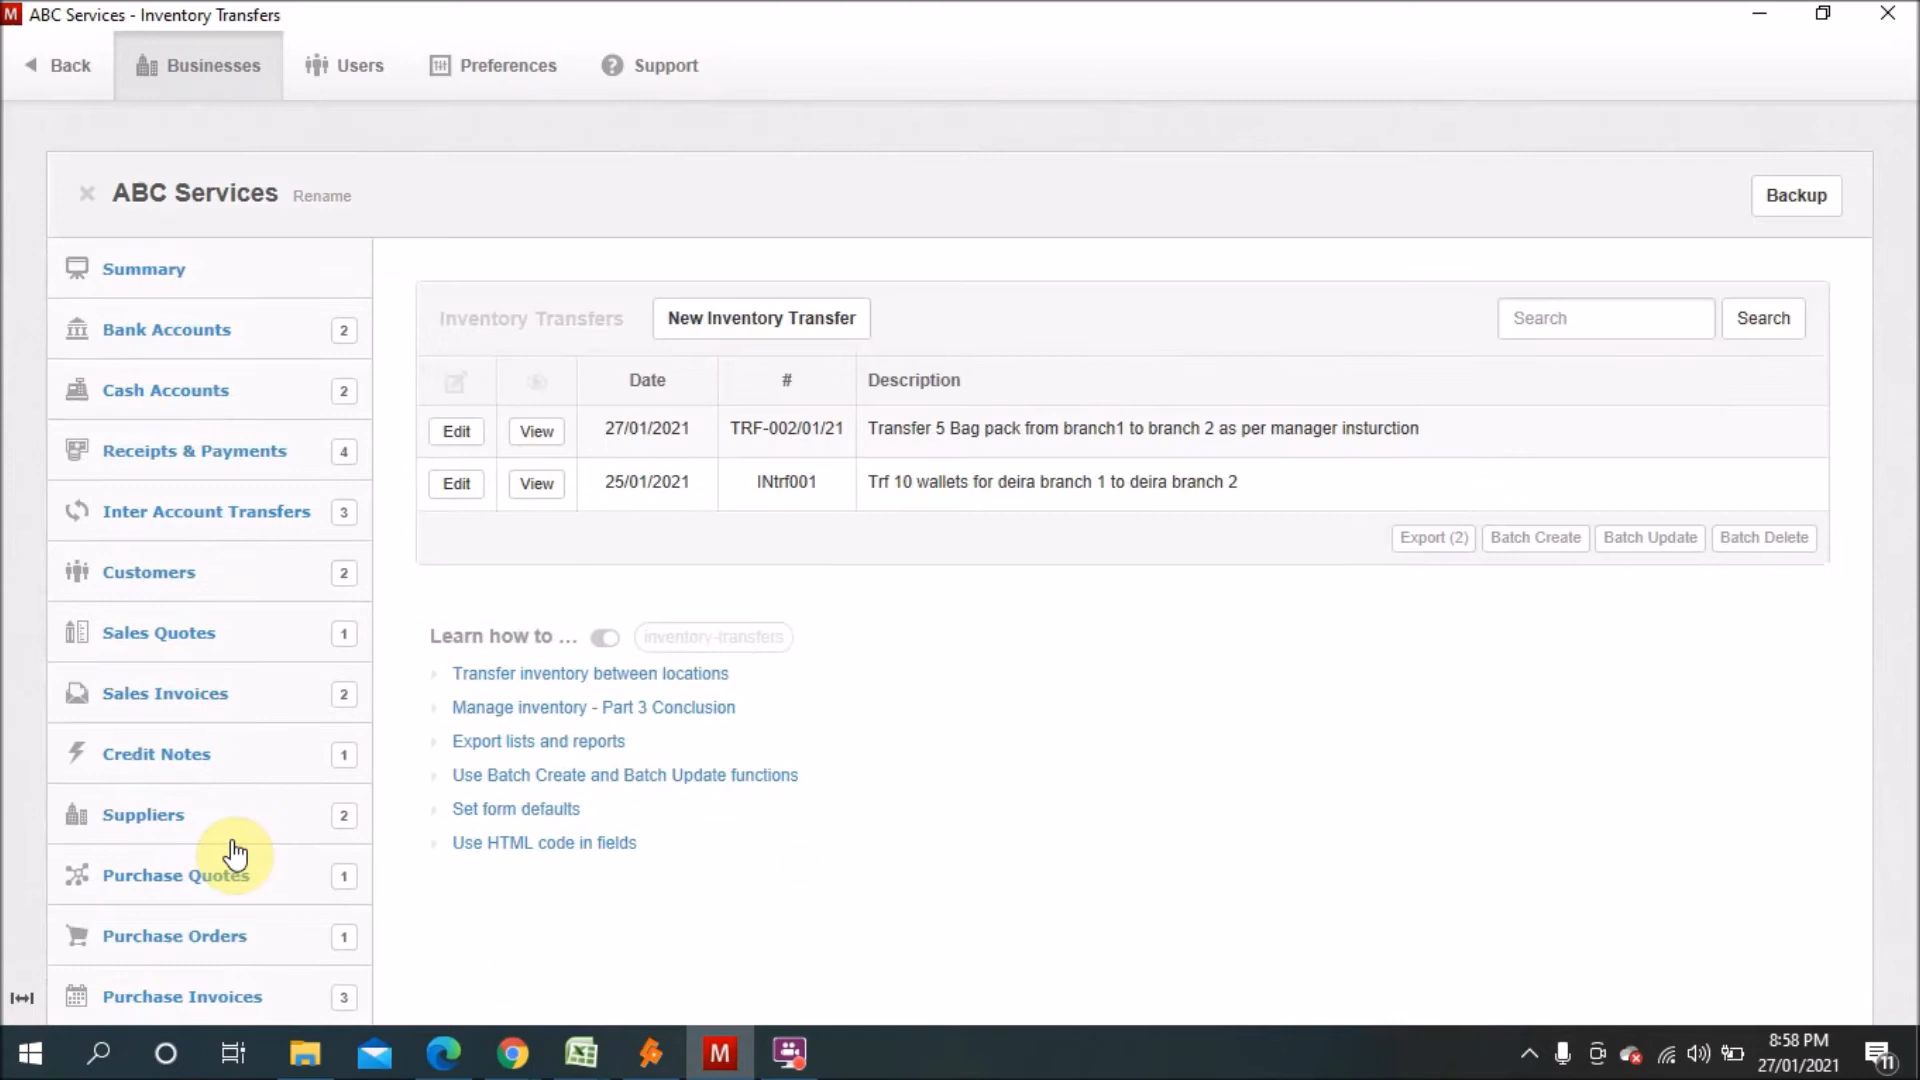 M ABC Services - Inventory Transfers
Back Businesses Users Preferences ? Support
ABC Services Rename Backup
Summary
Bank Accounts 2
Cash Accounts 2
Receipts & Payments 4
Inter Account Transfers 3
Customers 2
Sales Quotes 1
Sales Invoices 2
Credit Notes 1
Suppliers 2
Purchase Quotes 1
Purchase Orders 1
Purchase Invoices 3
Inventory Transfers New Inventory Transfer Search Search
Date # Description
Edit View 27/01/2021 TRF-002/01/21 Transfer 5 Bag pack from branch1 to branch 2 as per manager insturction
Edit View 25/01/2021 INtrf001 Trf 10 wallets for deira branch 1 to deira branch 2
Export (2) Batch Create Batch Update Batch Delete
Learn how to ... inventory-transfers
Transfer inventory between locations
Manage inventory - Part 3 Conclusion
Export lists and reports
Use Batch Create and Batch Update functions
Set form defaults
Use HTML code in fields
M
8:58 PM
27/01/2021
11